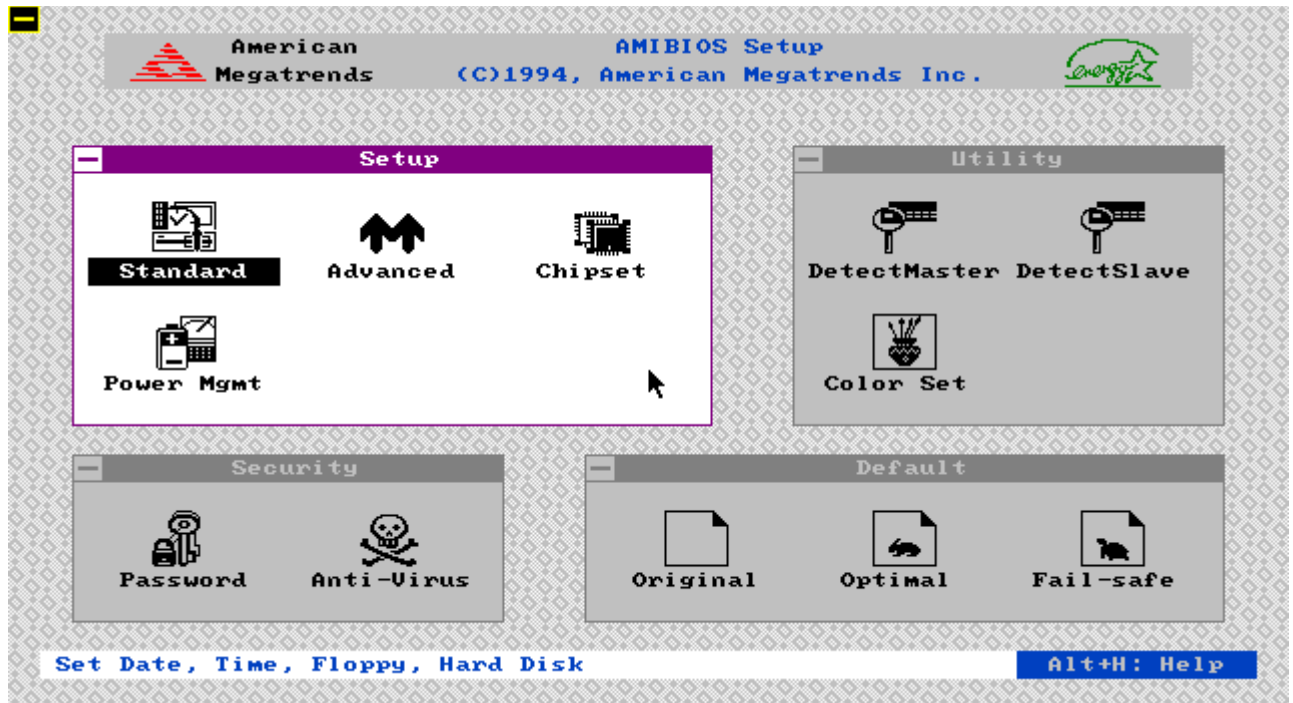 American
Megatrends
AMIBIOS Setup
(C)1994, American Megatrends Inc.
energy
Setup
Standard
Advanced
Chipset
Power Mgmt
Utility
DetectMaster
DetectSlave
Color Set
Security
Password
Anti-Virus
Default
Original
Optimal
Fail-safe
Set Date, Time, Floppy, Hard Disk
Alt+H: Help